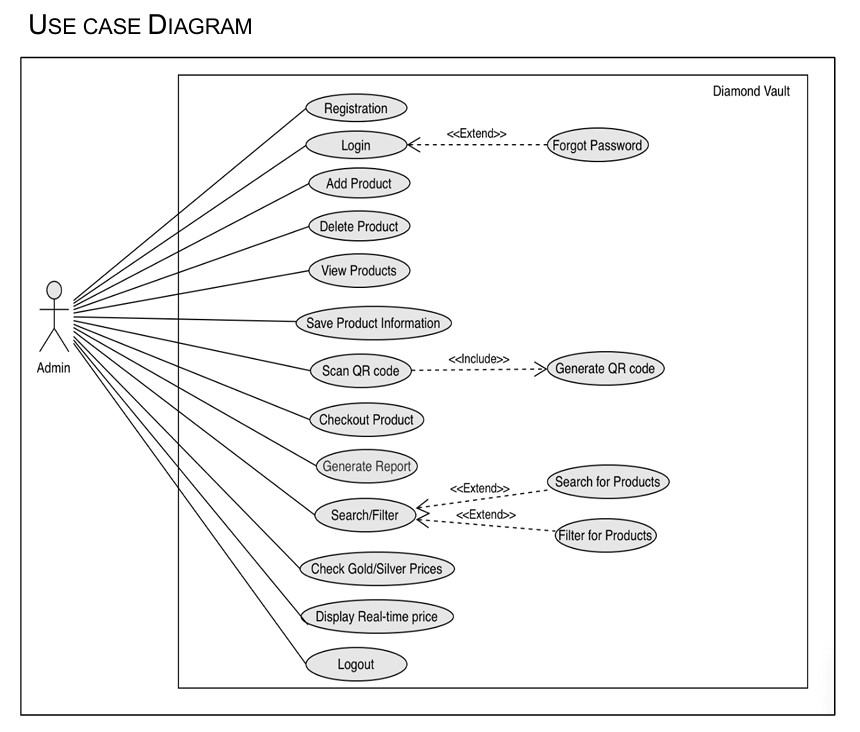 USE CASE DIAGRAM
Diamond Vault
Registration
Login
<<Extend>>
Forgot Password
Add Product
Delete Product
View Products
Save Product Information
Admin
Scan QR code
<<Include>>
Generate QR code
Checkout Product
Generate Report
Search/Filter
<<Extend>>
Search for Products
<<Extend>>
Filter for Products
Check Gold/Silver Prices
Display Real-time price
Logout